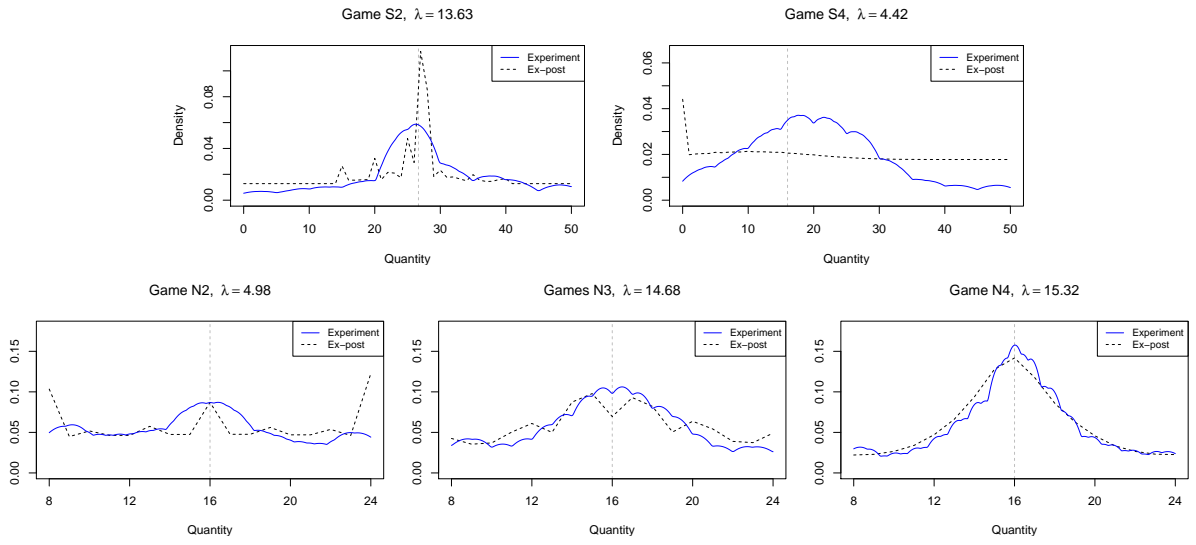 Game S2, λ = 13.63
Experiment
Ex−post
Density
0.00 0.04 0.08
0 10 20 30 40 50
Quantity
Game S4, λ = 4.42
Experiment
Ex−post
Density
0.00 0.02 0.04 0.06
0 10 20 30 40 50
Quantity
Game N2, λ = 4.98
Experiment
Ex−post
0.00 0.05 0.10 0.15
8 12 16 20 24
Quantity
Games N3, λ = 14.68
Experiment
Ex−post
0.00 0.05 0.10 0.15
8 12 16 20 24
Quantity
Game N4, λ = 15.32
Experiment
Ex−post
0.00 0.05 0.10 0.15
8 12 16 20 24
Quantity